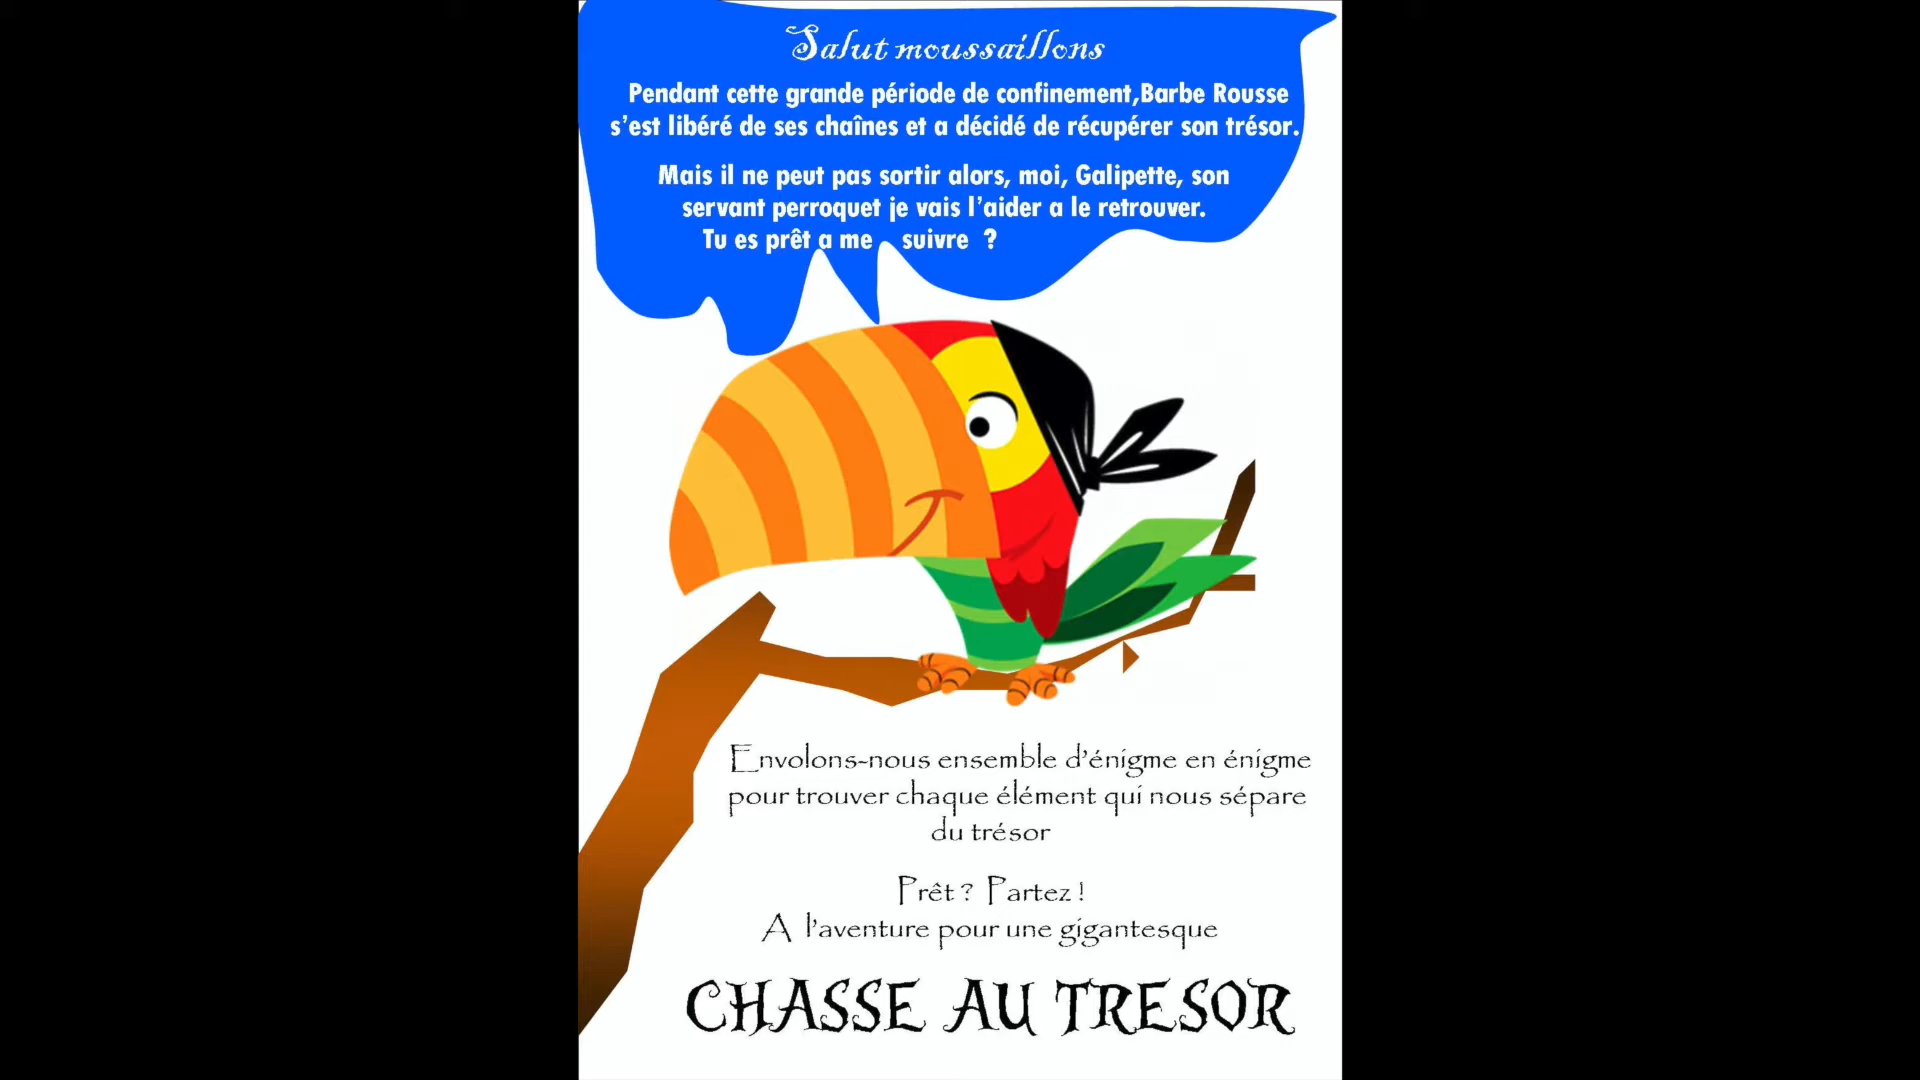 Salut moussaillons
Pendant cette grande période de confinement,Barbe Rousse
s'est libéré de ses chaînes et a décidé de récupérer son trésor.
Mais il ne peut pas sortir alors, moi, Galipette, son
servant perroquet je vais l'aider a le retrouver.
Tu es prêt a me suivre ?
Envolons-nous ensemble d'énigme en énigme
pour trouver chaque élément qui nous sépare
du trésor
Prêt ? Partez !
A l'aventure pour une gigantesque
CHASSE AU TRESOR